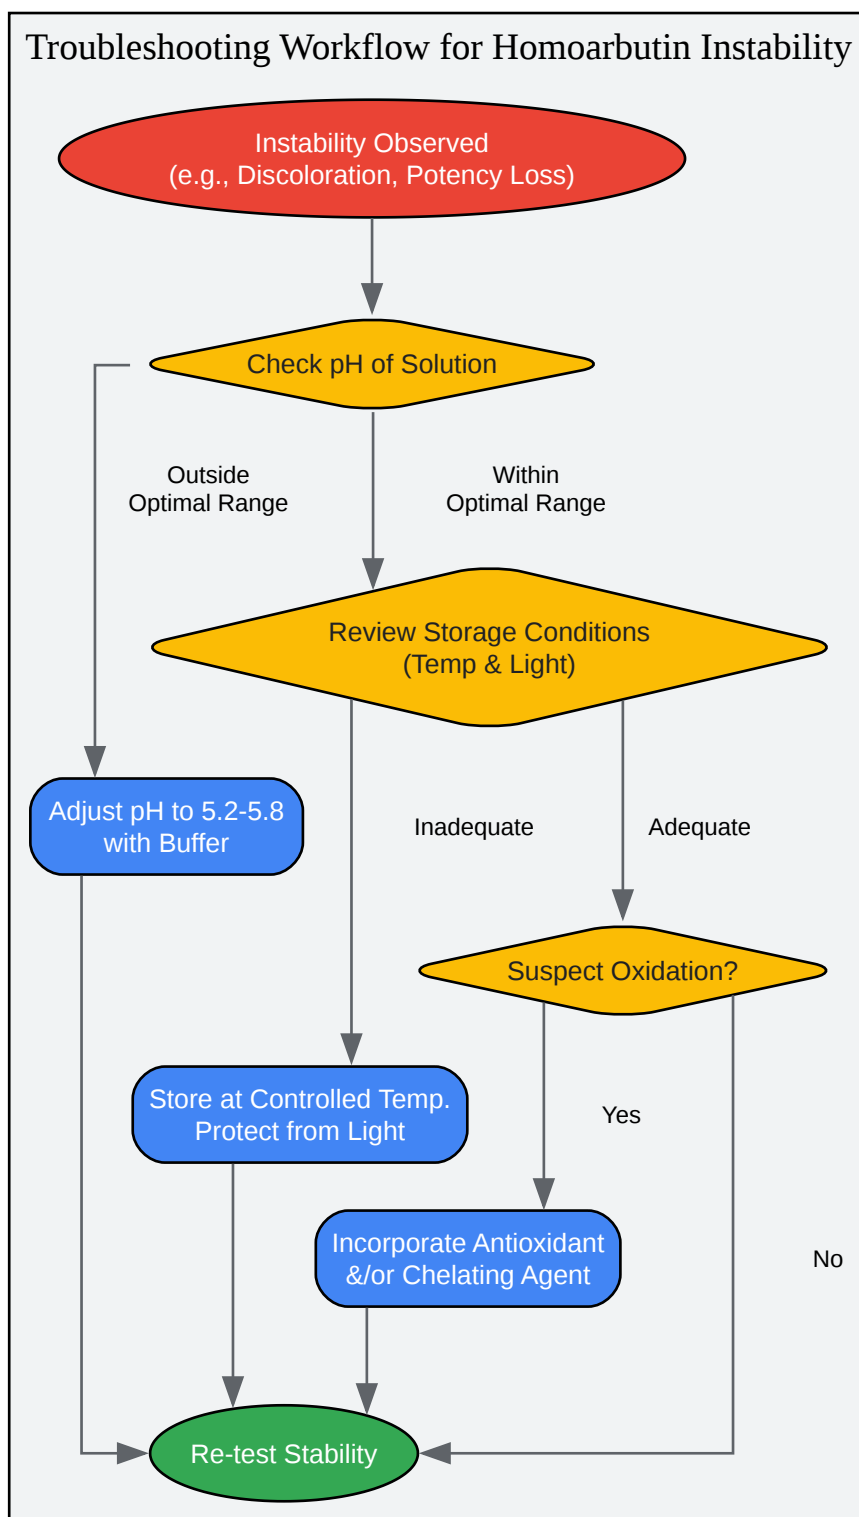 Troubleshooting Workflow for Homoarbutin Instability
Instability Observed
(e.g., Discoloration, Potency Loss)
Check pH of Solution
Outside
Optimal Range
Within
Optimal Range
Review Storage Conditions
(Temp & Light)
Adjust pH to 5.2-5.8
with Buffer
Inadequate
Adequate
Suspect Oxidation?
Store at Controlled Temp.
Protect from Light
Yes
Incorporate Antioxidant
&/or Chelating Agent
No
Re-test Stability